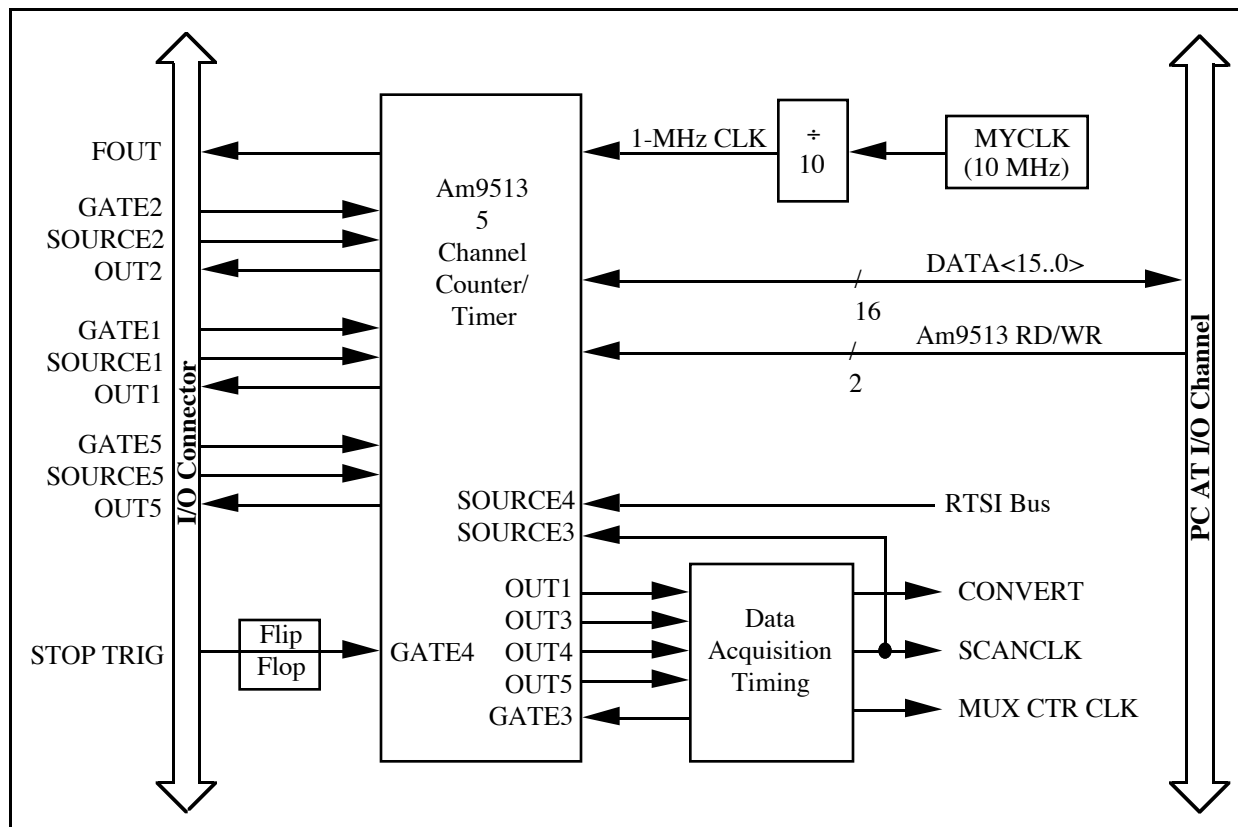 FOUT
GATE2
SOURCE2
OUT2
GATE1
SOURCE1
OUT1
GATE5
SOURCE5
OUT5
STOP TRIG
I/O Connector
Flip
Flop
Am9513
5
Channel
Counter/
Timer
SOURCE4
SOURCE3
OUT1
OUT3
OUT4
OUT5
GATE3
GATE4
1-MHz CLK
÷
10
MYCLK
(10 MHz)
DATA<15..0>
/
16
Am9513 RD/WR
/
2
RTSI Bus
Data
Acquisition
Timing
CONVERT
SCANCLK
MUX CTR CLK
PC AT I/O Channel